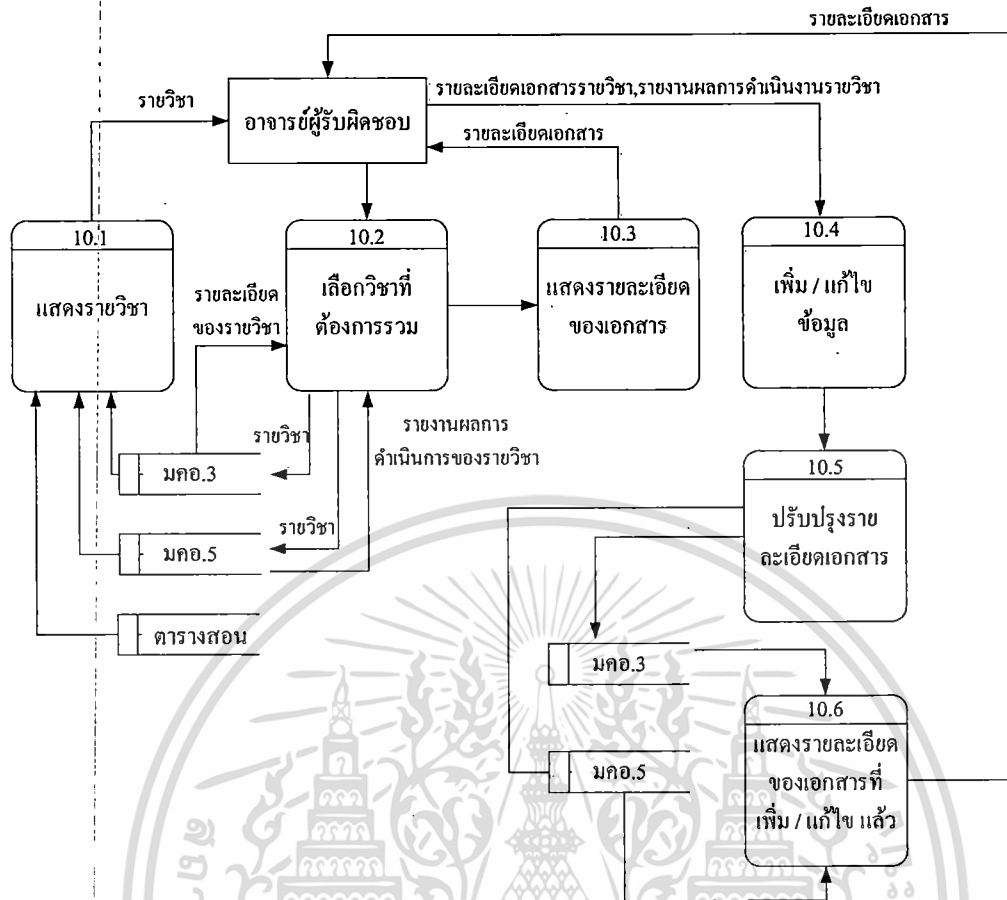 รายละเอียดเอกสาร
รายวิชา
อาจารย์ผู้รับผิดชอบ
รายละเอียดเอกสารรายวิชา,รายงานผลการดำเนินงานรายวิชา
รายละเอียดเอกสาร
10.1
แสดงรายวิชา
รายละเอียด
ของรายวิชา
10.2
เลือกวิชาที่
ต้องการรวม
10.3
แสดงรายละเอียด
ของเอกสาร
10.4
เพิ่ม / แก้ไข
ข้อมูล
รายวิชา
รายงานผลการ
ดำเนินการของรายวิชา
มคอ.3
รายวิชา
มคอ.5
ตารางสอน
10.5
ปรับปรุงราย
ละเอียดเอกสาร
มคอ.3
มคอ.5
10.6
แสดงรายละเอียด
ของเอกสารที่
เพิ่ม / แก้ไข แล้ว